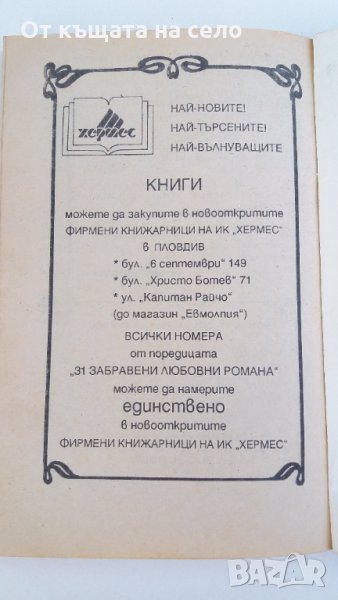 От къщата на село
хермес
НАЙ-НОВИТЕ!
НАЙ-ТЪРСЕНИТЕ!
НАЙ-ВЪЛНУВАЩИТЕ
КНИГИ
можете да закупите в новооткритите
ФИРМЕНИ КНИЖАРНИЦИ НА ИК „ХЕРМЕС“
в ПЛОВДИВ
* бул. „6 септември“ 149
* бул. „Христо Ботев“ 71
* ул. „Капитан Райчо“
(до магазин „Евмолпия“)
ВСИЧКИ НОМЕРА
от поредицата
„31 ЗАБРАВЕНИ ЛЮБОВНИ РОМАНА“
можете да намерите
единствено
в новооткритите
ФИРМЕНИ КНИЖАРНИЦИ НА ИК „ХЕРМЕС“
BAZAR
bg